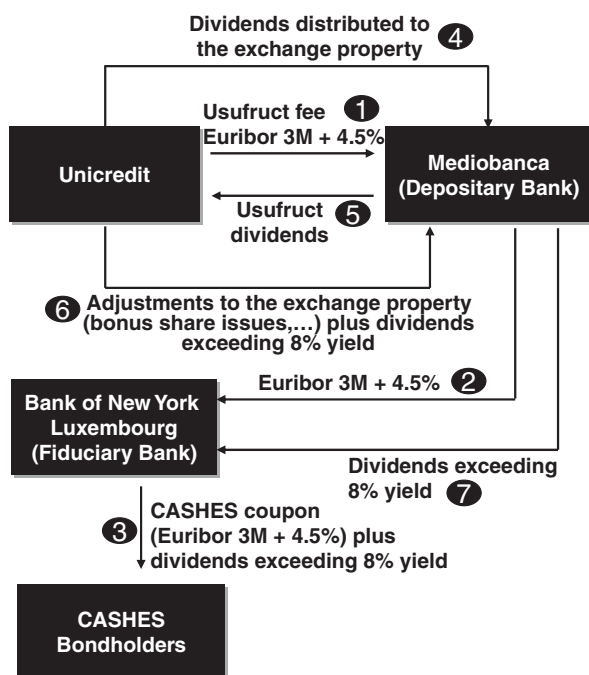 Dividends distributed to
the exchange property
4
Usufruct fee 1
Euribor 3M + 4.5%
Unicredit
Mediobanca
(Depositary Bank)
Usufruct 5
dividends
6 Adjustments to the exchange property
(bonus share issues,...) plus dividends
exceeding 8% yield
Euribor 3M + 4.5% 2
Bank of New York
Luxembourg
(Fiduciary Bank)
Dividends exceeding
8% yield 7
3
CASHES coupon
(Euribor 3M + 4.5%) plus
dividends exceeding 8% yield
CASHES
Bondholders